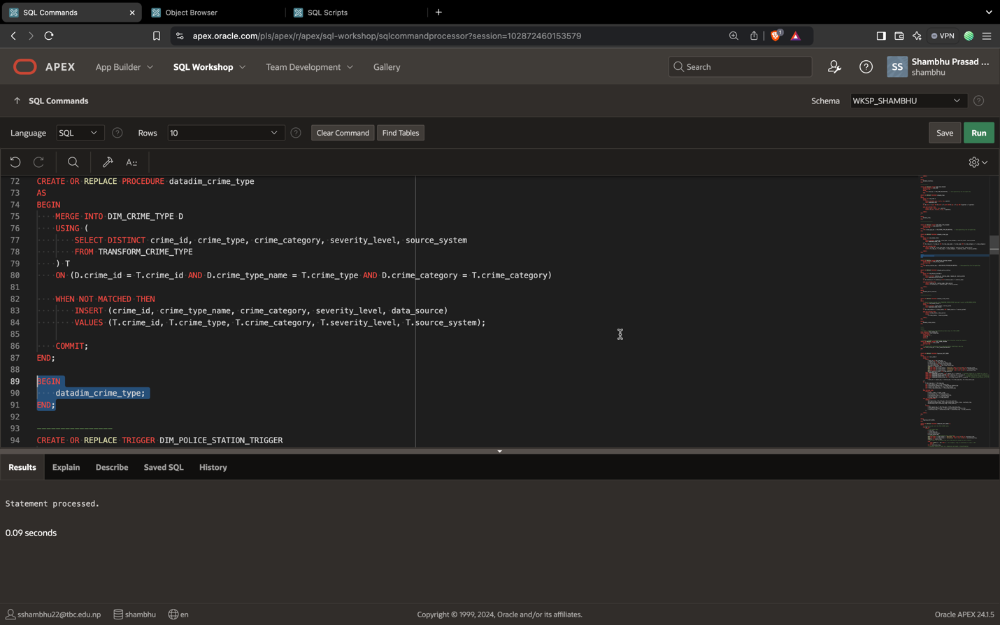 SQL Commands
Object Browser
SQL Scripts
apex.oracle.com/pls/apex/r/apex/sql-workshop/sqlcommandprocessor?session=102872460153579
1
VPN
APEX
App Builder
SQL Workshop
Team Development
Gallery
Search
SS
Shambhu Prasad ...
shambhu
SQL Commands
Schema
WKSP_SHAMBHU
Language
SQL
Rows
10
Clear Command
Find Tables
Save
Run
72 CREATE OR REPLACE PROCEDURE datadim_crime_type
73 AS
74 BEGIN
75 MERGE INTO DIM_CRIME_TYPE D
76 USING (
77 SELECT DISTINCT crime_id, crime_type, crime_category, severity_level, source_system
78 FROM TRANSFORM_CRIME_TYPE
79 ) T
80 ON (D.crime_id = T.crime_id AND D.crime_type_name = T.crime_type AND D.crime_category = T.crime_category)
81
82 WHEN NOT MATCHED THEN
83 INSERT (crime_id, crime_type_name, crime_category, severity_level, data_source)
84 VALUES (T.crime_id, T.crime_type, T.crime_category, T.severity_level, T.source_system);
85
86 COMMIT;
87 END;
88
89 BEGIN
90 datadim_crime_type;
91 END;
92
93 ----------------
94 CREATE OR REPLACE TRIGGER DIM_POLICE_STATION_TRIGGER
Results
Explain
Describe
Saved SQL
History
Statement processed.
0.09 seconds
sshambhu22@tbc.edu.np
shambhu
en
Copyright © 1999, 2024, Oracle and/or its affiliates.
Oracle APEX 24.1.5